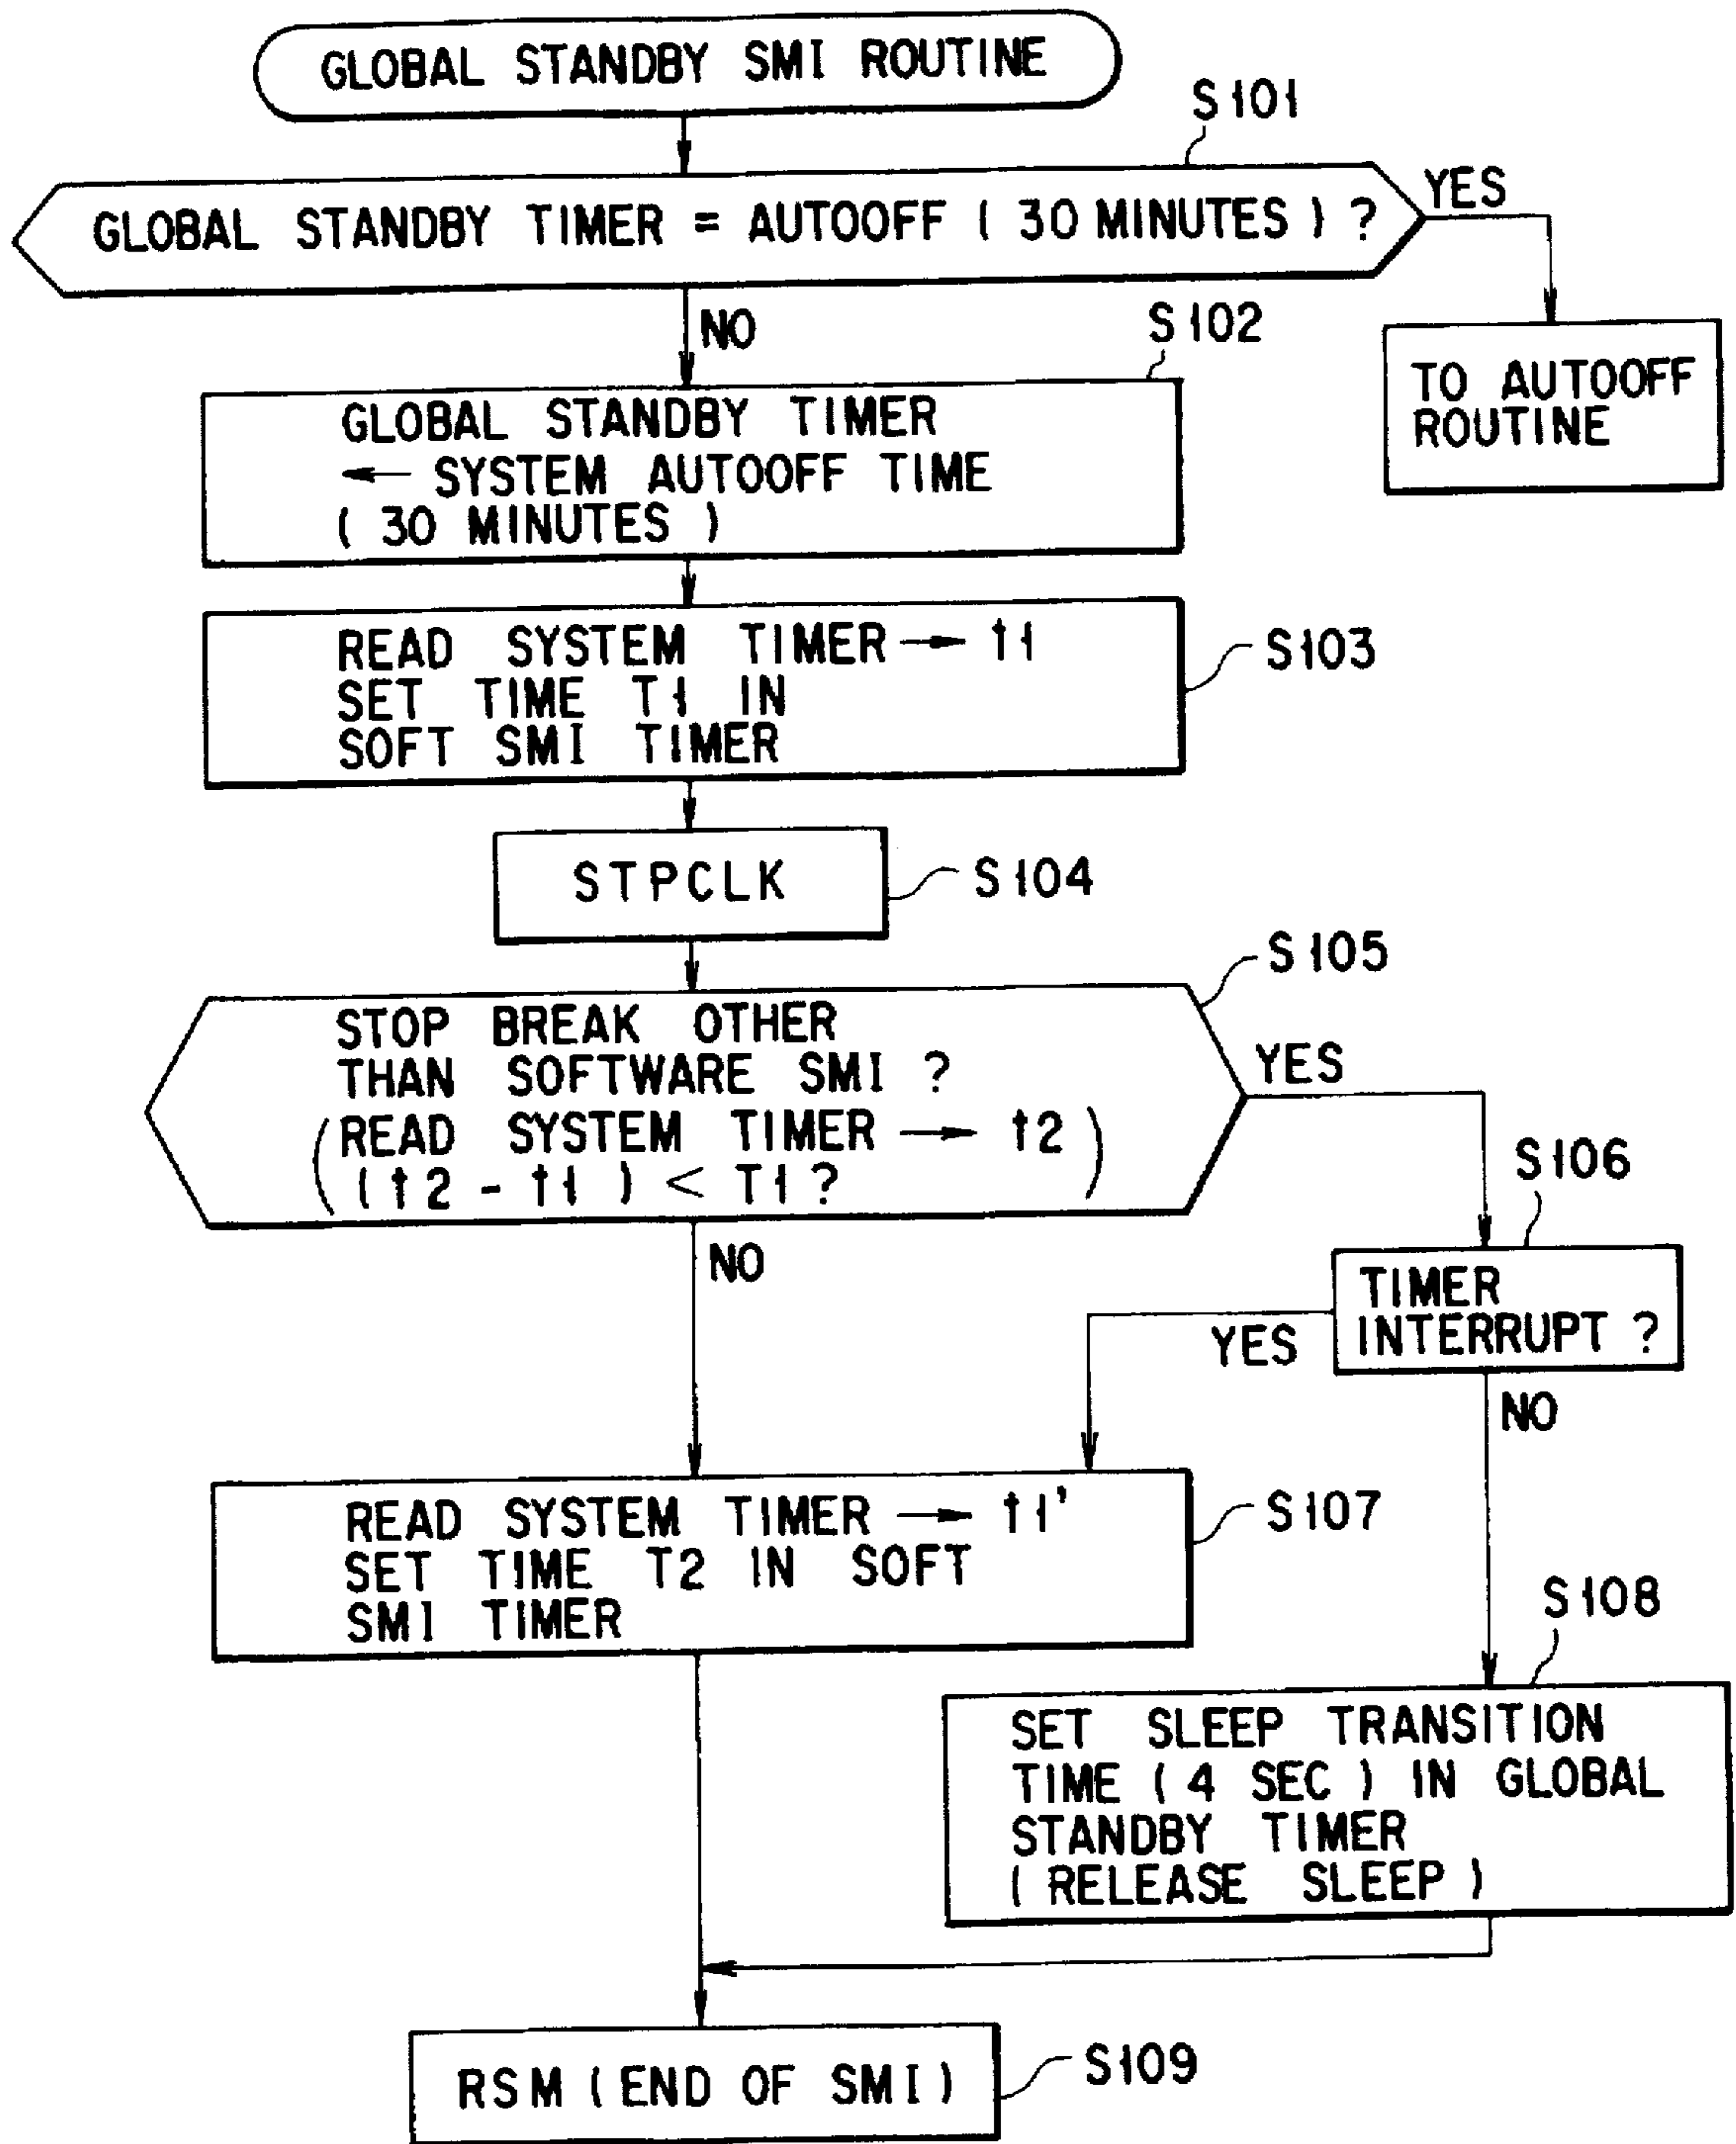 GLOBAL STANDBY SMI ROUTINE
S101
GLOBAL STANDBY TIMER = AUTOOFF ( 30 MINUTES ) ?
YES
NO
TO AUTOOFF
ROUTINE
S102
GLOBAL STANDBY TIMER
← SYSTEM AUTOOFF TIME
( 30 MINUTES )
READ SYSTEM TIMER → t1
SET TIME T1 IN
SOFT SMI TIMER
S103
STPCLK
S104
S105
STOP BREAK OTHER
THAN SOFTWARE SMI ?
(READ SYSTEM TIMER → t2
( t2 - t1 ) < T1 ? )
YES
NO
S106
TIMER
INTERRUPT ?
YES
NO
READ SYSTEM TIMER → t1'
SET TIME T2 IN SOFT
SMI TIMER
S107
S108
SET SLEEP TRANSITION
TIME ( 4 SEC ) IN GLOBAL
STANDBY TIMER
( RELEASE SLEEP )
RSM ( END OF SMI )
S109